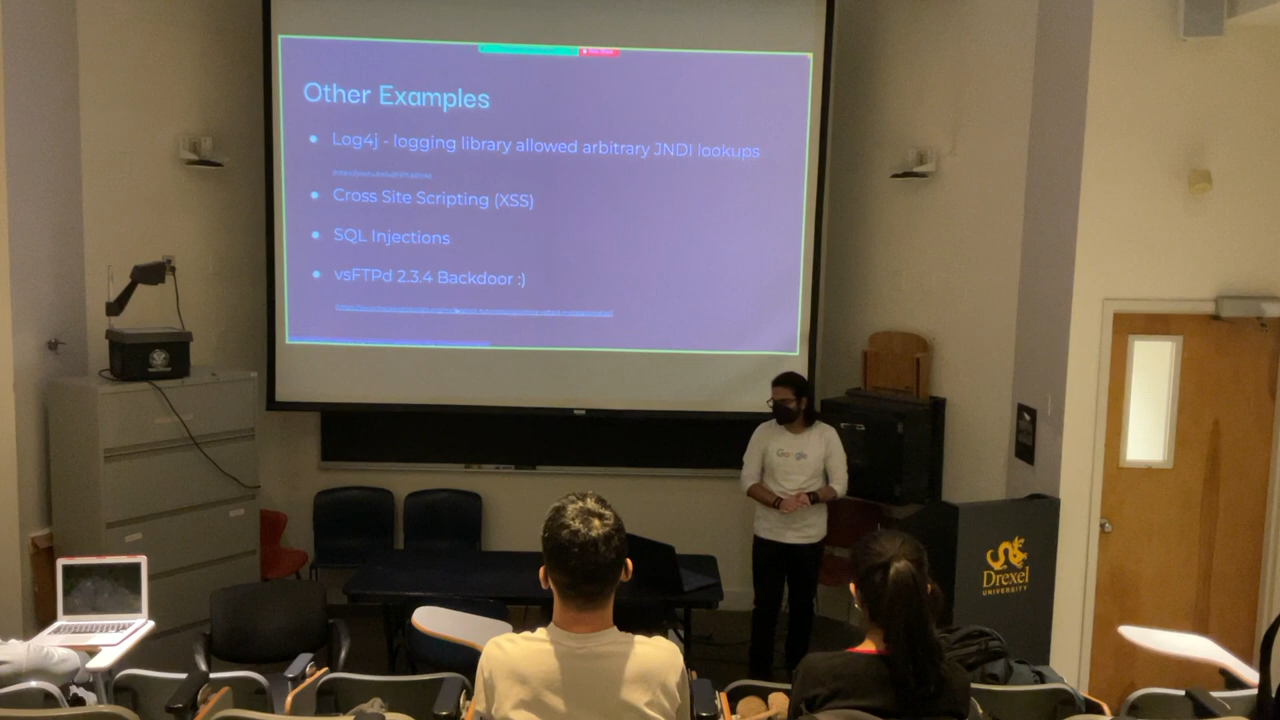 Other Examples
Log4j - logging library allowed arbitrary JNDI lookups
Cross Site Scripting (XSS)
SQL Injections
vsFTPd 2.3.4 Backdoor :)
Google
Drexel
UNIVERSITY